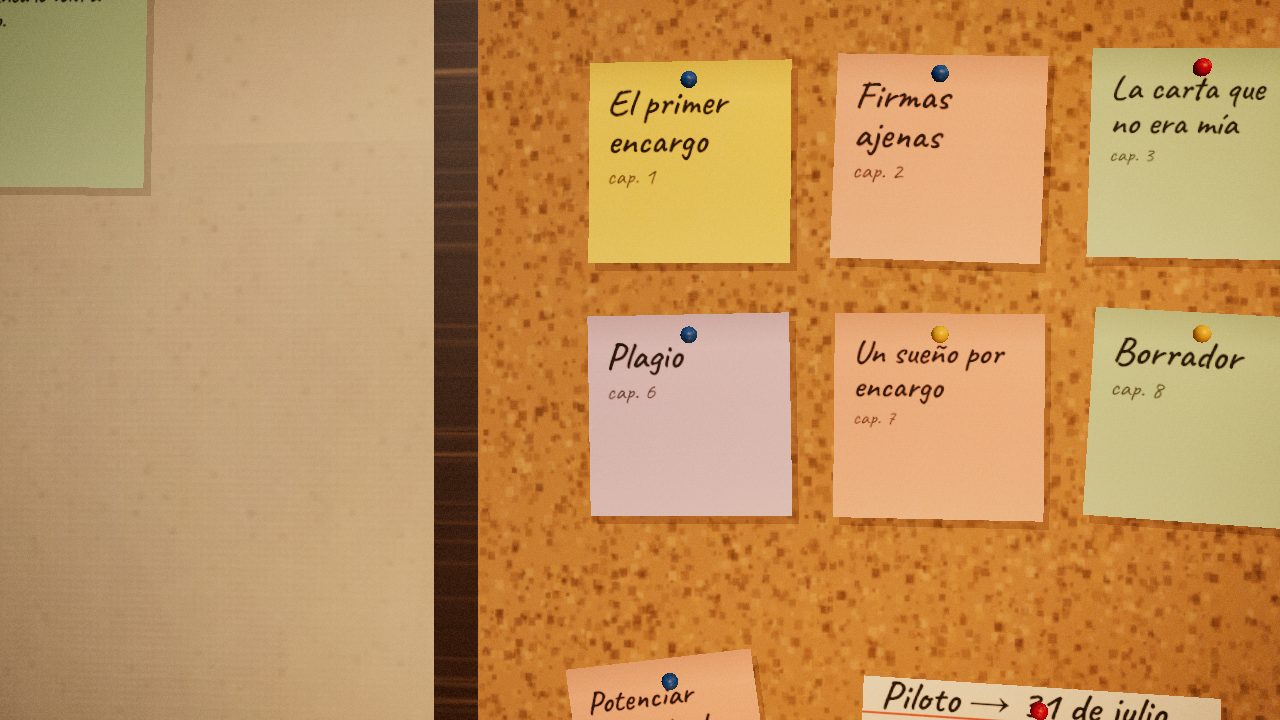 El primer
encargo
cap. 1
Firmas
ajenas
cap. 2
La carta que
no era mía
cap. 3
Plagio
cap. 6
Un sueño por
encargo
cap. 7
Borrador
cap. 8
Potenciar
Piloto → 31 de julio